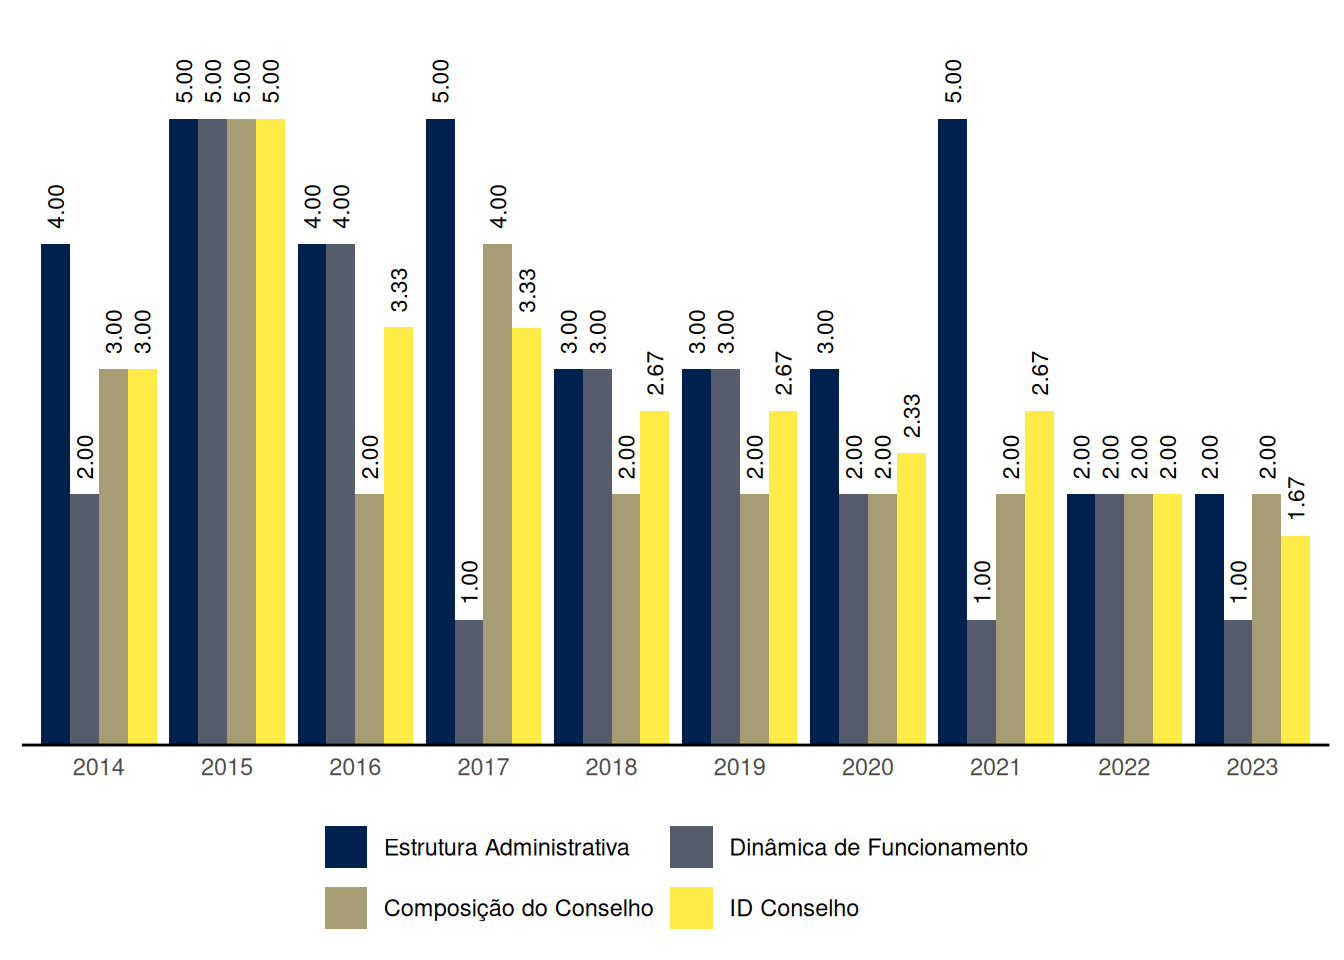 4.00 2.00 3.00 3.00
5.00 5.00 5.00 5.00
4.00 4.00 2.00 3.33
5.00 1.00 4.00 3.33
3.00 3.00 2.00 2.67
3.00 3.00 2.00 2.67
3.00 2.00 2.00 2.33
5.00 1.00 2.00 2.67
2.00 2.00 2.00 2.00
2.00 1.00 2.00 1.67
2014 2015 2016 2017 2018 2019 2020 2021 2022 2023
Estrutura Administrativa Dinâmica de Funcionamento
Composição do Conselho ID Conselho